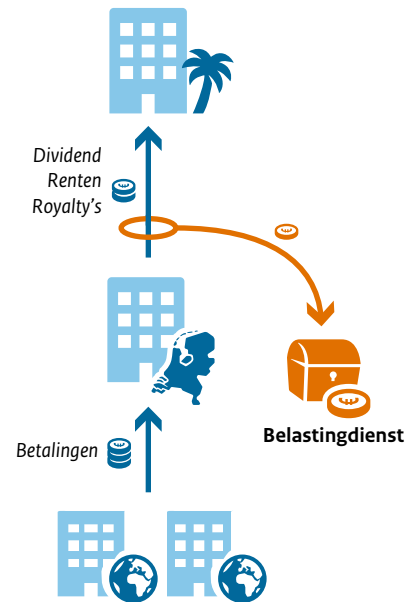 Dividend
Renten
Royalty's
Belastingdienst
Betalingen